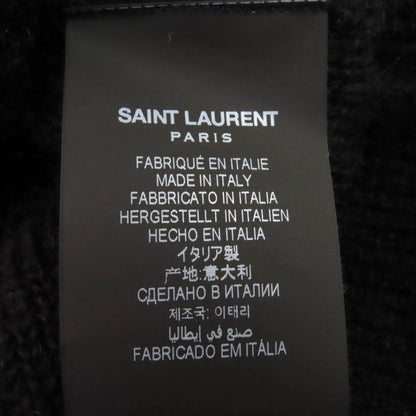 SAINT LAURENT
PARIS
FABRIQUÉ EN ITALIE
MADE IN ITALY
FABBRICATO IN ITALIA
HERGESTELLT IN ITALIEN
HECHO EN ITALIA
イタリア製
产地:意大利
СДЕЛАНО В ИТАЛИИ
제조국: 이태리
صنع في إيطاليا
FABRICADO EM ITÁLIA